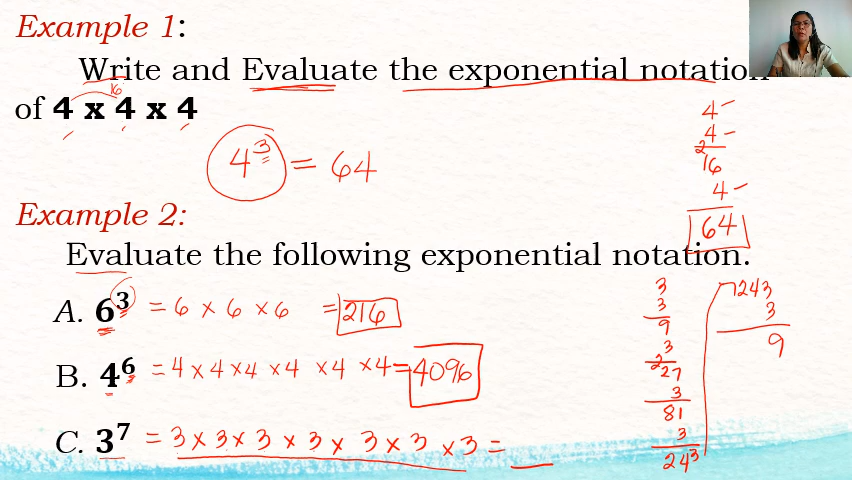 Example 1:
Write and Evaluate the exponential notation
16
of 4 x 4 x 4
4³ = 64
4
4
2
16
4
64
Example 2:
Evaluate the following exponential notation.
A. 6³ = 6 x 6 x 6 = 216
B. 4⁶ = 4 x 4 x 4 x 4 x 4 x 4 = 4096
C. 3⁷ = 3 x 3 x 3 x 3 x 3 x 3 x 3 =
3
3
9
3
2
27
3
81
3
243
243
3
9